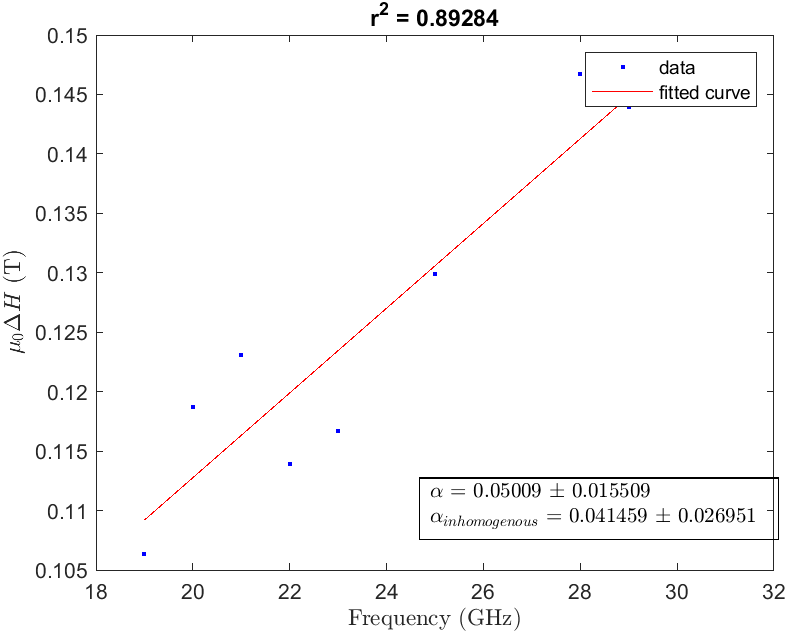 r² = 0.89284
0.15
0.145
0.14
0.135
0.13
0.125
0.12
0.115
0.11
0.105
μ₀ΔH (T)
data
fitted curve
α = 0.05009 ± 0.015509
α_inhomogenous = 0.041459 ± 0.026951
18 20 22 24 26 28 30 32
Frequency (GHz)